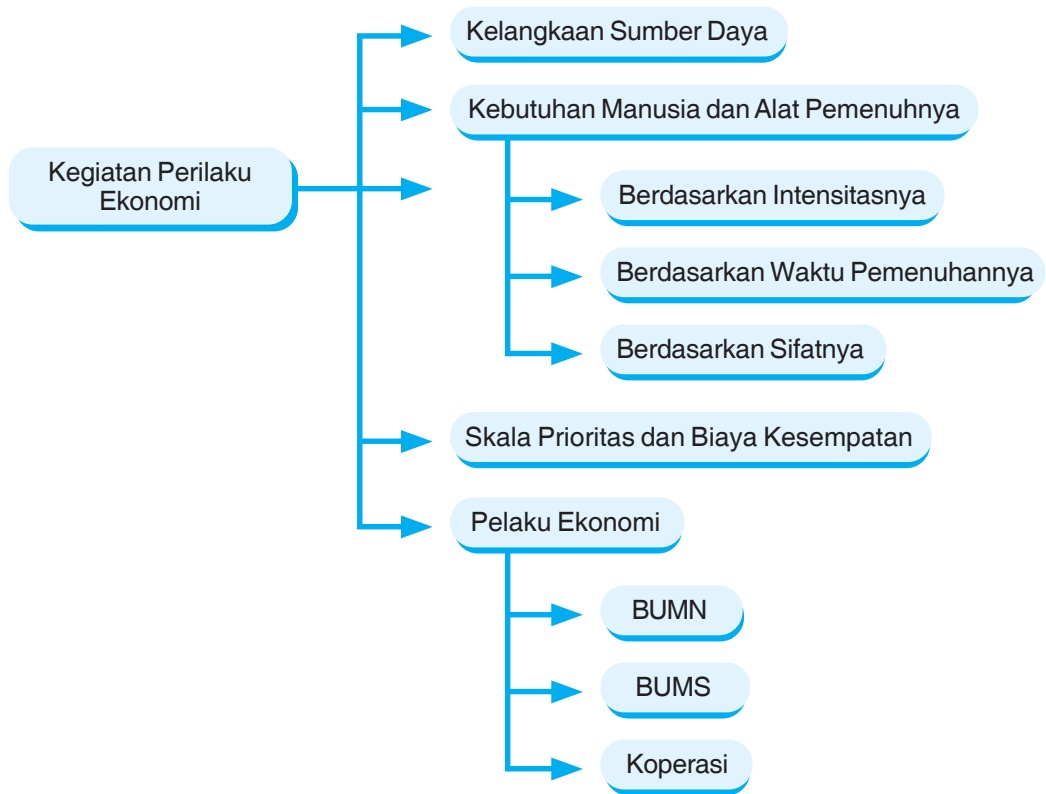 Kegiatan Perilaku
Ekonomi
Kelangkaan Sumber Daya
Kebutuhan Manusia dan Alat Pemenuhnya
Berdasarkan Intensitasnya
Berdasarkan Waktu Pemenuhannya
Berdasarkan Sifatnya
Skala Prioritas dan Biaya Kesempatan
Pelaku Ekonomi
BUMN
BUMS
Koperasi